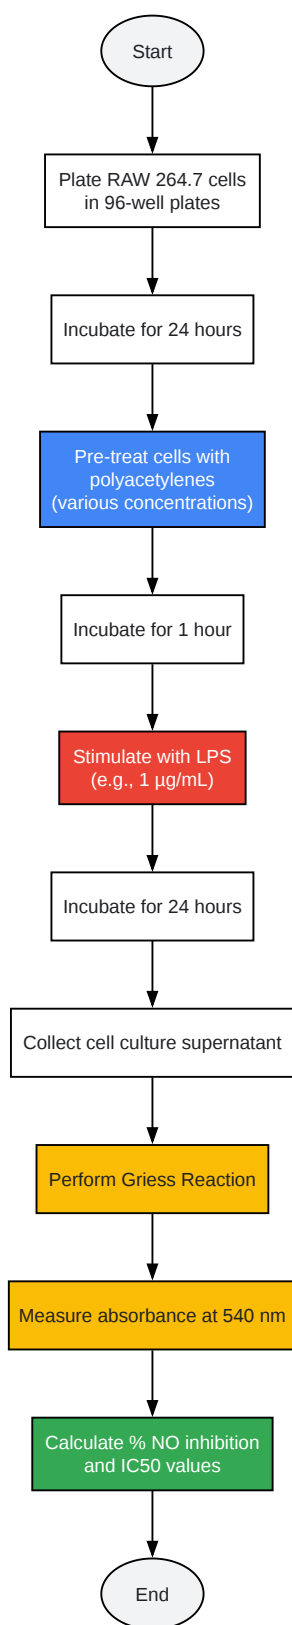 Start
Plate RAW 264.7 cells
in 96-well plates
Incubate for 24 hours
Pre-treat cells with
polyacetylenes
(various concentrations)
Incubate for 1 hour
Stimulate with LPS
(e.g., 1 µg/mL)
Incubate for 24 hours
Collect cell culture supernatant
Perform Griess Reaction
Measure absorbance at 540 nm
Calculate % NO inhibition
and IC50 values
End